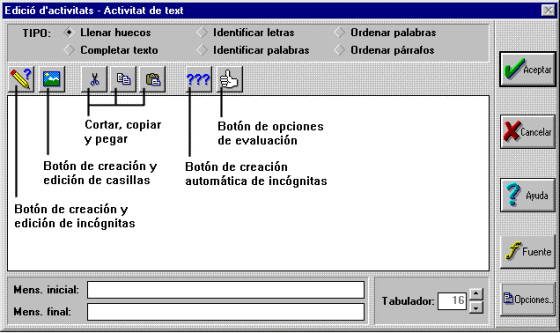 Edició d'activitats - Activitat de text
TIPO: Llenar huecos Identificar letras Ordenar palabras
Completar texto Identificar palabras Ordenar párrafos
Aceptar
???
Cortar, copiar
y pegar
Botón de opciones
de evaluación
Cancelar
Botón de creación y
edición de casillas
Botón de creación
automática de incógnitas
Ayuda
Botón de creación y
edición de incógnitas
Fuente
Mens. inicial:
Mens. final:
Tabulador: 16
Opciones..